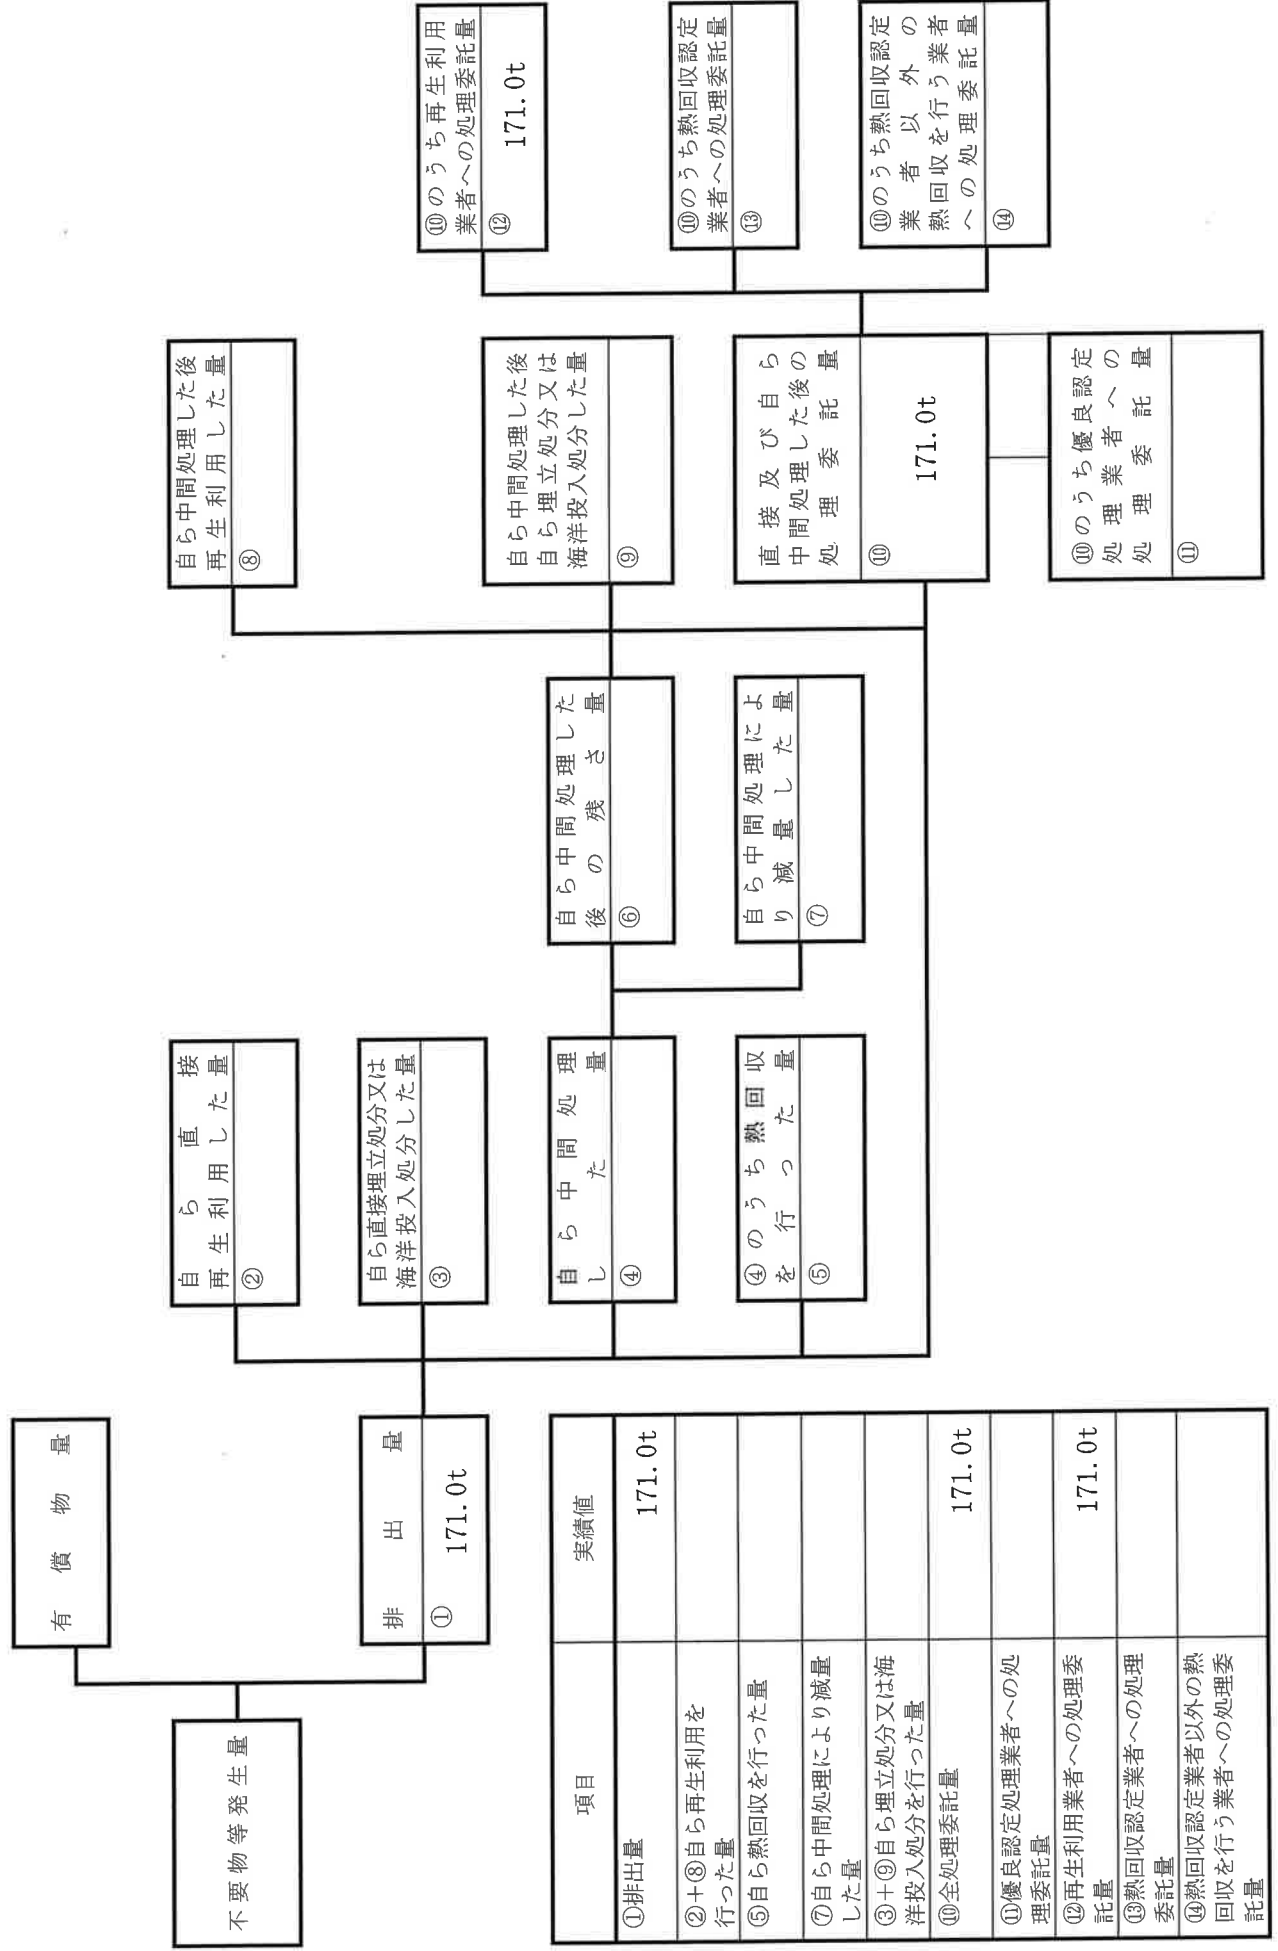 不要物等発生量
有償物量
排出量
①
171.0t
自ら直接
再生利用した量
②
自ら直接埋立処分又は
海洋投入処分した量
③
自ら中間処理
した量
④
④のうち熱回収
を行った量
⑤
自ら中間処理した
後の残さ量
⑥
自ら中間処理によ
り減量した量
⑦
自ら中間処理した後
再生利用した量
⑧
自ら中間処理した後
自ら埋立処分又は
海洋投入処分した量
⑨
直接及び自ら
中間処理した後の
処理委託量
⑩
171.0t
⑩のうち優良認定
処理業者への
処理委託量
⑪
⑩のうち再生利用
業者への処理委託量
⑫
171.0t
⑩のうち熱回収認定
業者への処理委託量
⑬
⑩のうち熱回収認定
業者以外の
熱回収を行う業者
への処理委託量
⑭
項目
実績値
①排出量
171.0t
②+⑧自ら再生利用を
行った量
⑤自ら熱回収を行った量
⑦自ら中間処理により減量
した量
③+⑨自ら埋立処分又は海
洋投入処分を行った量
⑩全処理委託量
171.0t
⑪優良認定処理業者への処
理委託量
⑫再生利用業者への処理委
託量
171.0t
⑬熱回収認定業者への処理
委託量
⑭熱回収認定業者以外の熱
回収を行う業者への処理委
託量